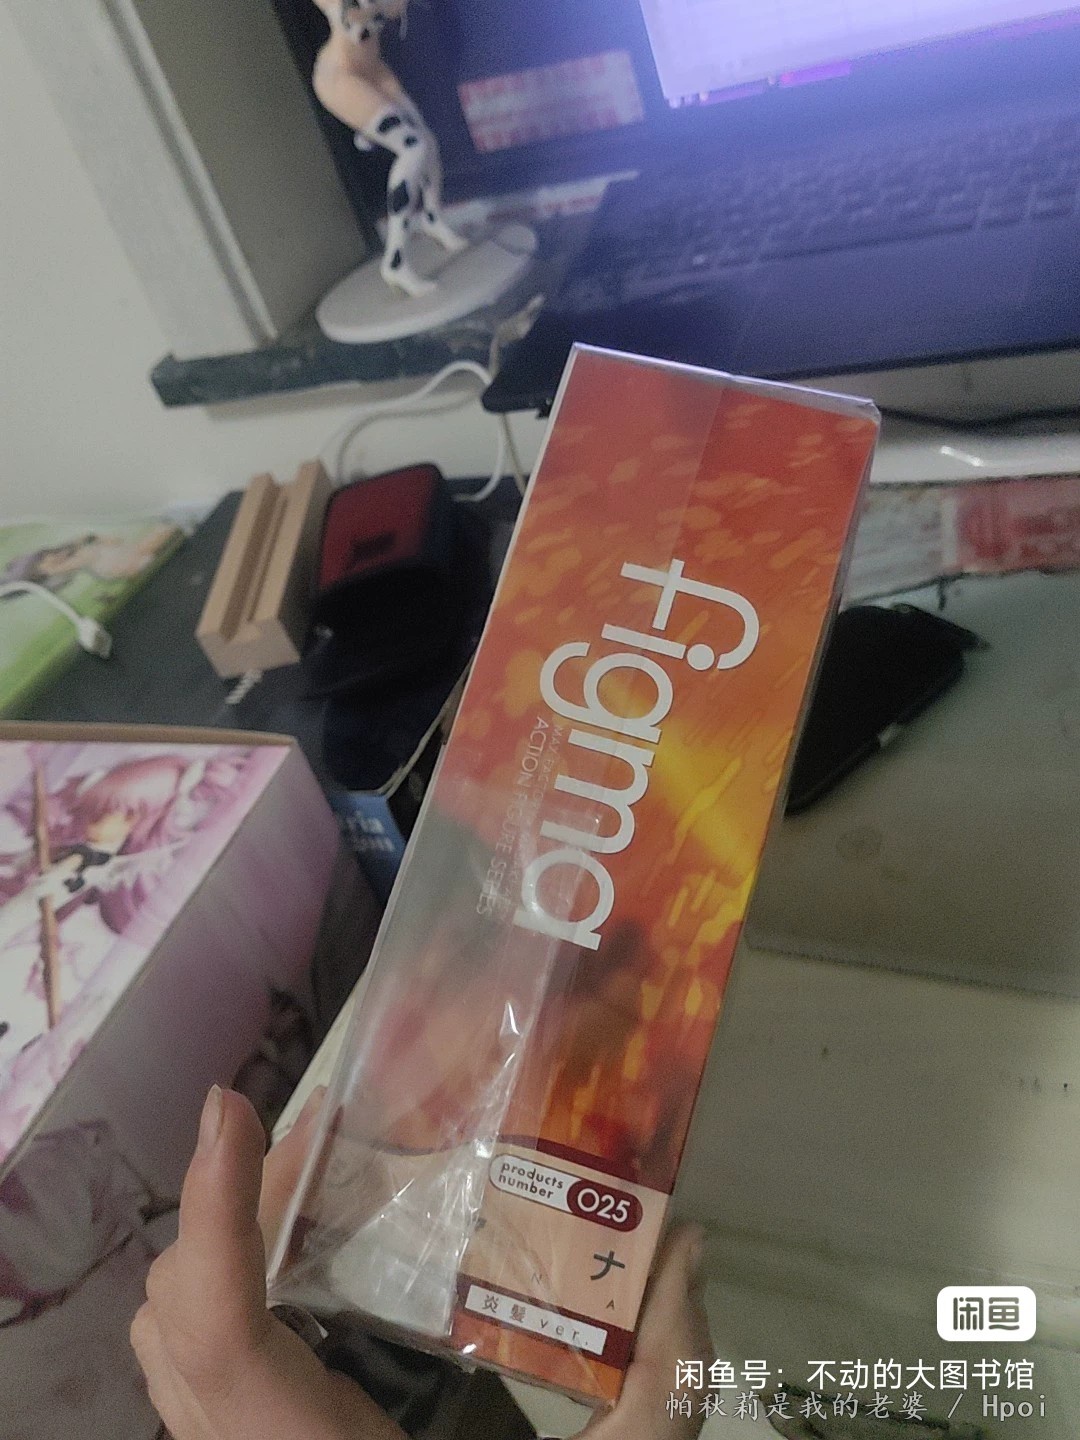 figma
ACTION FIGURE SERIES
products
number
025
ナ
N
A
炎髪 ver.
闲鱼
闲鱼号：不动的大图书馆
帕秋莉是我的老婆 / Hpoi